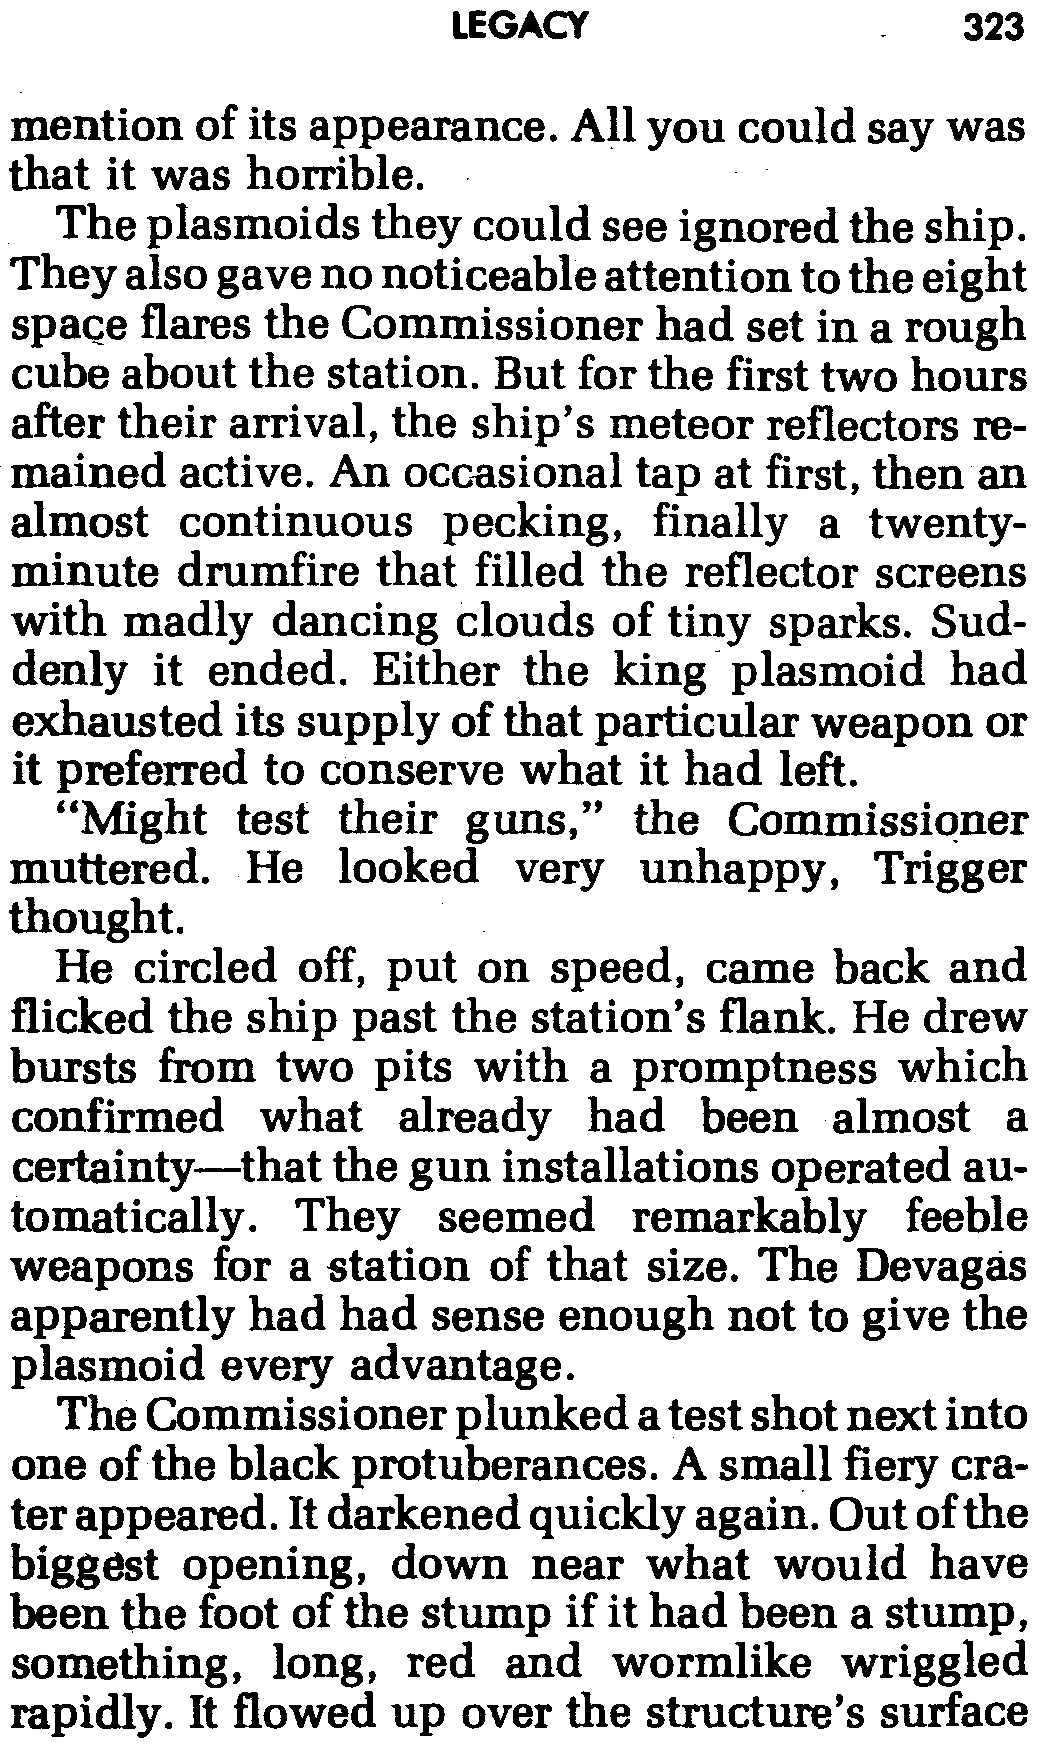 LEGACY 323
mention of its appearance. All you could say was
that it was horrible.
The plasmoids they could see ignored the ship.
They also gave no noticeable attention to the eight
space flares the Commissioner had set in a rough
cube about the station. But for the first two hours
after their arrival, the ship's meteor reflectors re-
mained active. An occasional tap at first, then an
almost continuous pecking, finally a twenty-
minute drumfire that filled the reflector screens
with madly dancing clouds of tiny sparks. Sud-
denly it ended. Either the king plasmoid had
exhausted its supply of that particular weapon or
it preferred to conserve what it had left.
“Might test their guns,” the Commissioner
muttered. He looked very unhappy, Trigger
thought.
He circled off, put on speed, came back and
flicked the ship past the station's flank. He drew
bursts from two pits with a promptness which
confirmed what already had been almost a
certainty—that the gun installations operated au-
tomatically. They seemed remarkably feeble
weapons for a station of that size. The Devagas
apparently had had sense enough not to give the
plasmoid every advantage.
The Commissioner plunked a test shot next into
one of the black protuberances. A small fiery cra-
ter appeared. It darkened quickly again. Out of the
biggest opening, down near what would have
been the foot of the stump if it had been a stump,
something, long, red and wormlike wriggled
rapidly. It flowed up over the structure's surface